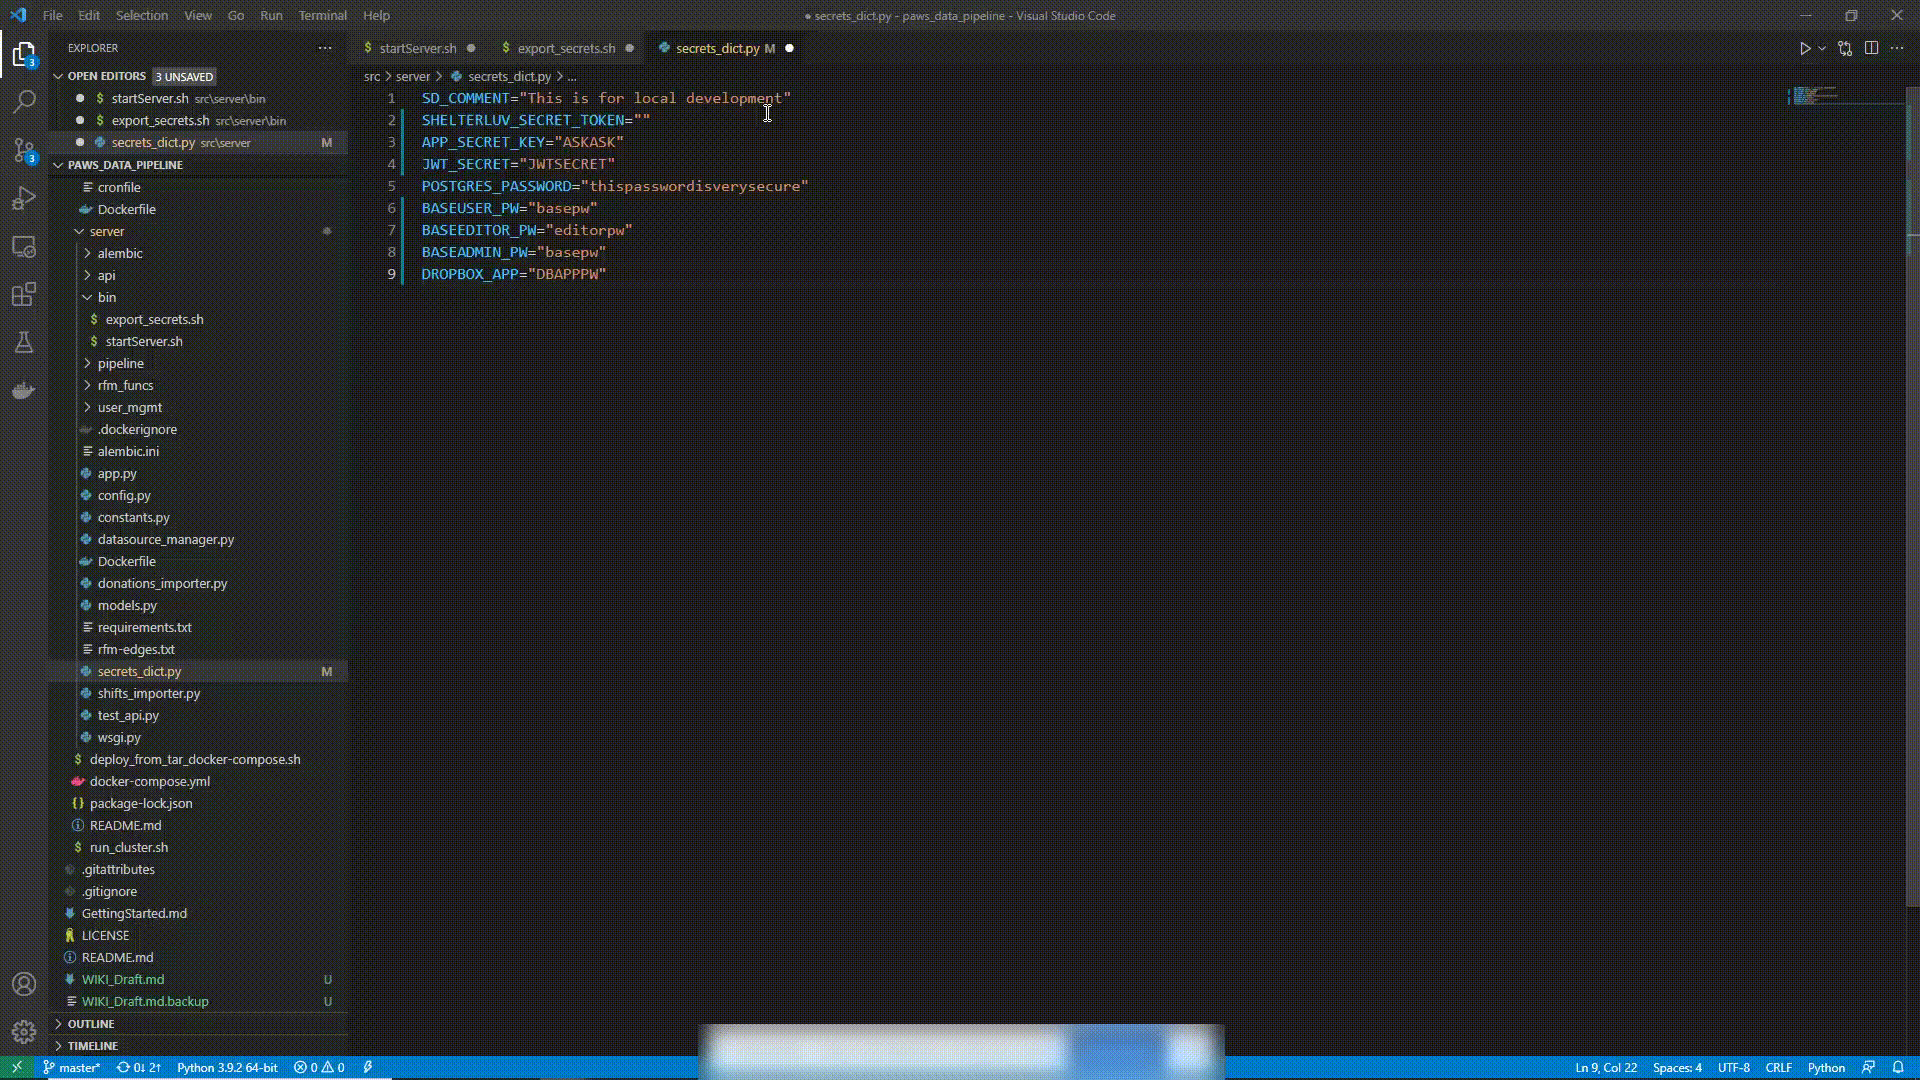 File Edit Selection View Go Run Terminal Help
● secrets_dict.py - paws_data_pipeline - Visual Studio Code
EXPLORER
OPEN EDITORS 3 UNSAVED
startServer.sh src\server\bin
export_secrets.sh src\server\bin
secrets_dict.py src\server M
PAWS_DATA_PIPELINE
cronfile
Dockerfile
server
alembic
api
bin
$ export_secrets.sh
$ startServer.sh
pipeline
rfm_funcs
user_mgmt
.dockerignore
alembic.ini
app.py
config.py
constants.py
datasource_manager.py
Dockerfile
donations_importer.py
models.py
requirements.txt
rfm-edges.txt
secrets_dict.py M
shifts_importer.py
test_api.py
wsgi.py
$ deploy_from_tar_docker-compose.sh
docker-compose.yml
{} package-lock.json
README.md
$ run_cluster.sh
.gitattributes
.gitignore
GettingStarted.md
LICENSE
README.md
WIKI_Draft.md U
WIKI_Draft.md.backup U
OUTLINE
TIMELINE
3
3
$ startServer.sh $ export_secrets.sh secrets_dict.py M
src > server > secrets_dict.py > ...
1 SD_COMMENT="This is for local development"
2 SHELTERLUV_SECRET_TOKEN=""
3 APP_SECRET_KEY="ASKASK"
4 JWT_SECRET="JWTSECRET"
5 POSTGRES_PASSWORD="thispasswordisverysecure"
6 BASEUSER_PW="basepw"
7 BASEEDITOR_PW="editorpw"
8 BASEADMIN_PW="basepw"
9 DROPBOX_APP="DBAPPPW"
master* 0↓ 2↑ Python 3.9.2 64-bit 0 0
Ln 9, Col 22 Spaces: 4 UTF-8 CRLF Python